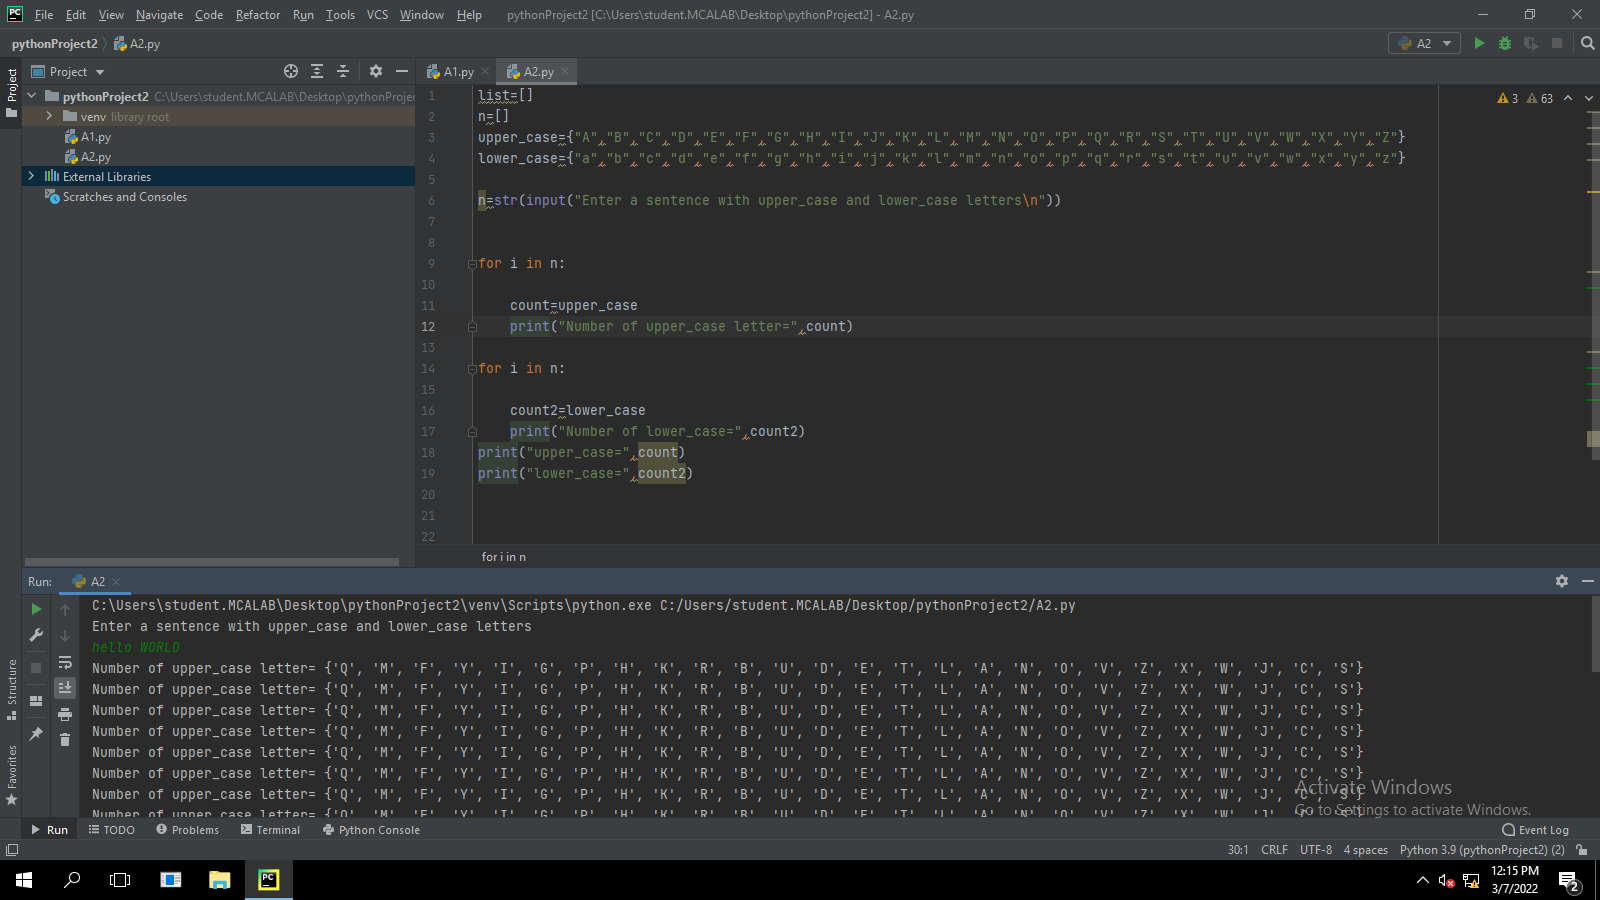 PC File Edit View Navigate Code Refactor Run Tools VCS Window Help pythonProject2 [C:\Users\student.MCALAB\Desktop\pythonProject2] - A2.py
pythonProject2 A2.py A2
Project
Project
A1.py A2.py
pythonProject2 C:\Users\student.MCALAB\Desktop\pythonProje
venv library root
A1.py
A2.py
External Libraries
Scratches and Consoles
3 63
1 list=[]
2 n=[]
3 upper_case={"A","B","C","D","E","F","G","H","I","J","K","L","M","N","O","P","Q","R","S","T","U","V","W","X","Y","Z"}
4 lower_case={"a","b","c","d","e","f","g","h","i","j","k","l","m","n","o","p","q","r","s","t","u","v","w","x","y","z"}
5
6 n=str(input("Enter a sentence with upper_case and lower_case letters\n"))
7
8
9 for i in n:
10
11 count=upper_case
12 print("Number of upper_case letter=",count)
13
14 for i in n:
15
16 count2=lower_case
17 print("Number of lower_case=",count2)
18 print("upper_case=",count)
19 print("lower_case=",count2)
20
21
22
for i in n
Run: A2
C:\Users\student.MCALAB\Desktop\pythonProject2\venv\Scripts\python.exe C:/Users/student.MCALAB/Desktop/pythonProject2/A2.py
Enter a sentence with upper_case and lower_case letters
hello WORLD
Number of upper_case letter= {'Q', 'M', 'F', 'Y', 'I', 'G', 'P', 'H', 'K', 'R', 'B', 'U', 'D', 'E', 'T', 'L', 'A', 'N', 'O', 'V', 'Z', 'X', 'W', 'J', 'C', 'S'}
Number of upper_case letter= {'Q', 'M', 'F', 'Y', 'I', 'G', 'P', 'H', 'K', 'R', 'B', 'U', 'D', 'E', 'T', 'L', 'A', 'N', 'O', 'V', 'Z', 'X', 'W', 'J', 'C', 'S'}
Number of upper_case letter= {'Q', 'M', 'F', 'Y', 'I', 'G', 'P', 'H', 'K', 'R', 'B', 'U', 'D', 'E', 'T', 'L', 'A', 'N', 'O', 'V', 'Z', 'X', 'W', 'J', 'C', 'S'}
Number of upper_case letter= {'Q', 'M', 'F', 'Y', 'I', 'G', 'P', 'H', 'K', 'R', 'B', 'U', 'D', 'E', 'T', 'L', 'A', 'N', 'O', 'V', 'Z', 'X', 'W', 'J', 'C', 'S'}
Number of upper_case letter= {'Q', 'M', 'F', 'Y', 'I', 'G', 'P', 'H', 'K', 'R', 'B', 'U', 'D', 'E', 'T', 'L', 'A', 'N', 'O', 'V', 'Z', 'X', 'W', 'J', 'C', 'S'}
Number of upper_case letter= {'Q', 'M', 'F', 'Y', 'I', 'G', 'P', 'H', 'K', 'R', 'B', 'U', 'D', 'E', 'T', 'L', 'A', 'N', 'O', 'V', 'Z', 'X', 'W', 'J', 'C', 'S'}
Number of upper_case letter= {'Q', 'M', 'F', 'Y', 'I', 'G', 'P', 'H', 'K', 'R', 'B', 'U', 'D', 'E', 'T', 'L', 'A', 'N', 'O', 'V', 'Z', 'X', 'W', 'J', 'C', 'S'}
Number of upper_case letter= {'Q', 'M', 'F', 'Y', 'I', 'G', 'P', 'H', 'K', 'R', 'B', 'U', 'D', 'E', 'T', 'L', 'A', 'N', 'O', 'V', 'Z', 'X', 'W', 'J', 'C', 'S'}
Structure
Favorites
Activate Windows
Go to Settings to activate Windows.
Run TODO Problems Terminal Python Console Event Log
30:1 CRLF UTF-8 4 spaces Python 3.9 (pythonProject2) (2)
PC
12:15 PM
3/7/2022
2